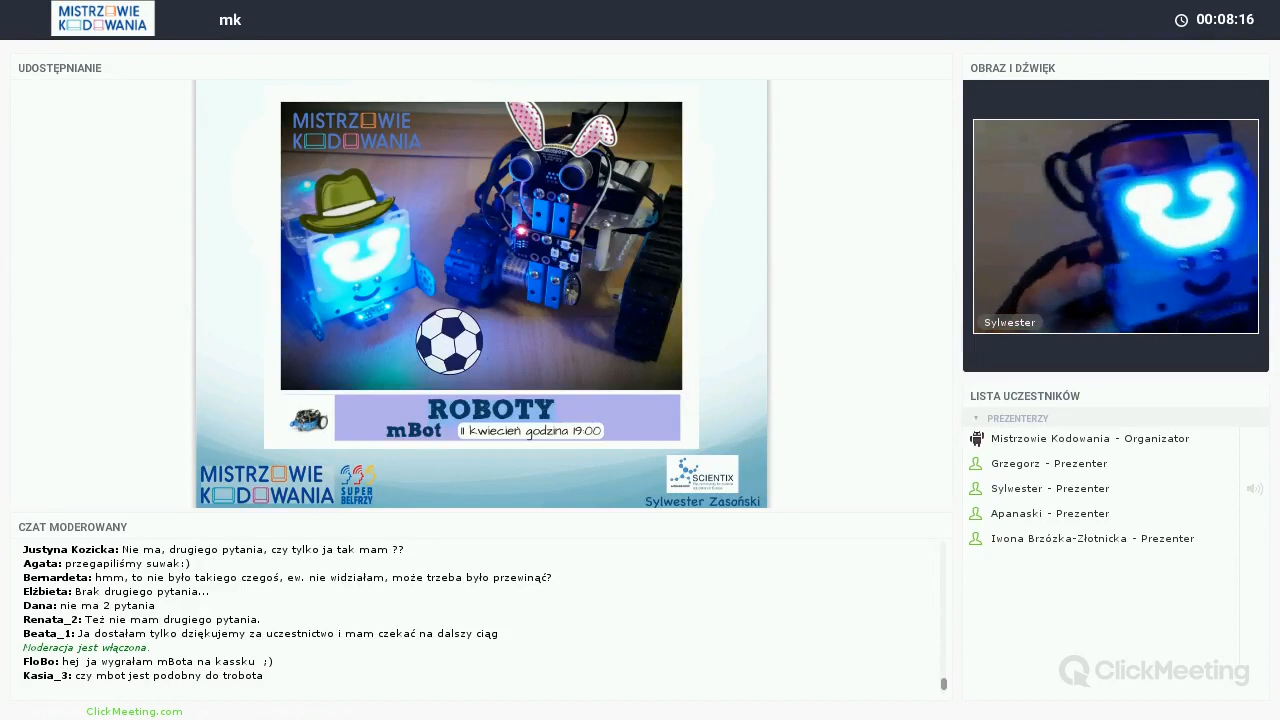 MISTRZOWIE
KODOWANIA
mk
00:08:16
UDOSTĘPNIANIE
MISTRZOWIE
KODOWANIA
ROBOTY
mBot 11 kwiecień godzina 19:00
MISTRZOWIE
KODOWANIA
SUPER
BELFRZY
SCIENTIX
Sylwester Zasoński
OBRAZ I DŹWIĘK
Sylwester
LISTA UCZESTNIKÓW
PREZENTERZY
Mistrzowie Kodowania - Organizator
Grzegorz - Prezenter
Sylwester - Prezenter
Apanaski - Prezenter
Iwona Brzózka-Złotnicka - Prezenter
CZAT MODEROWANY
Justyna Kozicka: Nie ma, drugiego pytania, czy tylko ja tak mam ??
Agata: przegapiliśmy suwak:)
Bernardeta: hmm, to nie było takiego czegoś, ew. nie widziałam, może trzeba było przewinąć?
Elżbieta: Brak drugiego pytania...
Dana: nie ma 2 pytania
Renata_2: Też nie mam drugiego pytania.
Beata_1: Ja dostałam tylko dziękujemy za uczestnictwo i mam czekać na dalszy ciąg
Moderacja jest włączona.
FloBo: hej ja wygrałam mBota na kassku ;)
Kasia_3: czy mbot jest podobny do trobota
ClickMeeting
ClickMeeting.com